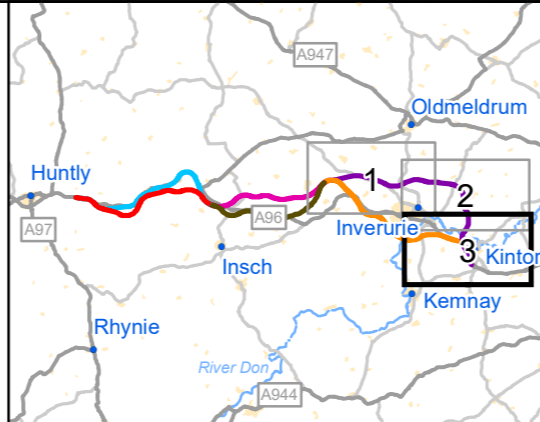 A947
Oldmeldrum
Huntly
1
2
A96
A97
Inverurie
3
Kintor
Insch
Kemnay
Rhynie
River Don
A944